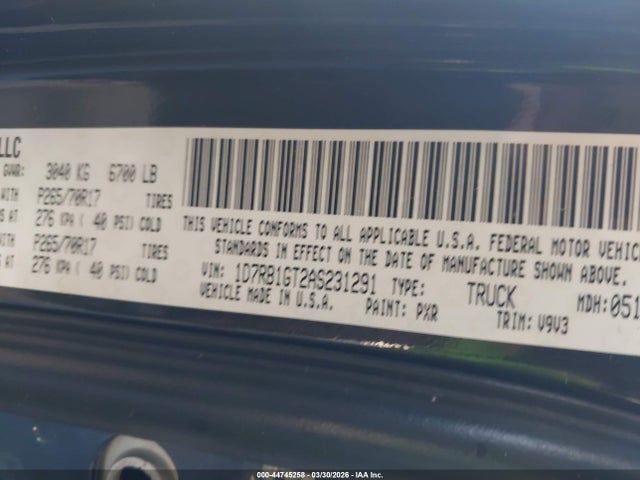 LLC
GVWR: 3040 KG 6700 LB
WITH P265/70R17 TIRES
S AT 276 KPA ( 40 PSI) COLD
WITH P265/70R17 TIRES
S AT 276 KPA ( 40 PSI) COLD
THIS VEHICLE CONFORMS TO ALL APPLICABLE U.S.A. FEDERAL MOTOR VEHIC
STANDARDS IN EFFECT ON THE DATE OF MANUFACTURE SHOWN ABOVE.
VIN: 1D7RB1GT2AS231291 TYPE: TRUCK MDH:051
VEHICLE MADE IN U.S.A. PAINT: PXR TRIM: V9V3
000-44745258 - 03/30/2026 - IAA Inc.